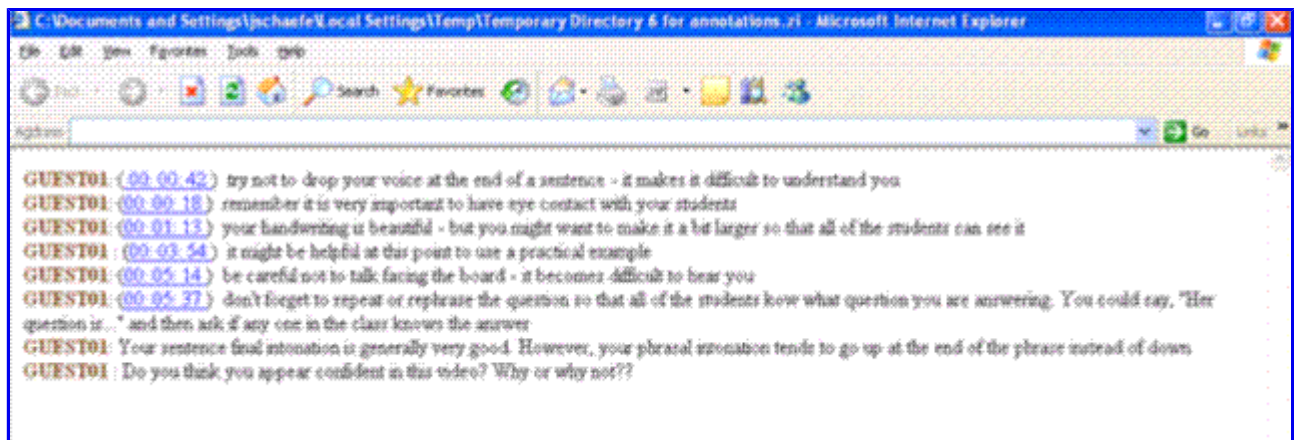 C:\Documents and Settings\jschaefe\Local Settings\Temp\Temporary Directory 6 for annotations.zi - Microsoft Internet Explorer
File Edit View Favorites Tools Help
Search Favorites
Address Go Links »
GUEST01: (00:00:42) try not to drop your voice at the end of a sentence - it makes it difficult to understand you
GUEST01: (00:00:18) remember it is very important to have eye contact with your students
GUEST01: (00:01:13) your handwriting is beautiful - but you might want to make it a bit larger so that all of the students can see it
GUEST01: (00:03:54) it might be helpful at this point to use a practical example
GUEST01: (00:05:14) be careful not to talk facing the board - it becomes difficult to hear you
GUEST01: (00:05:37) don't forget to repeat or rephrase the question so that all of the students know what question you are answering. You could say, "Her
question is..." and then ask if any one in the class knows the answer
GUEST01: Your sentence final intonation is generally very good. However, your phrasal intonation tends to go up at the end of the phrase instead of down.
GUEST01: Do you think you appear confident in this video? Why or why not??